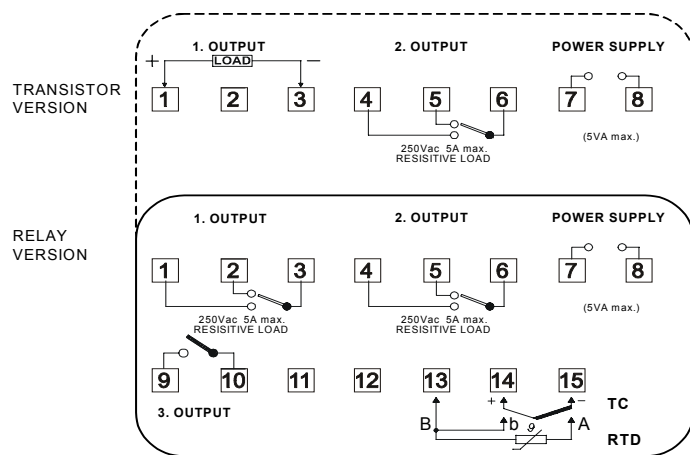 1. OUTPUT 2. OUTPUT POWER SUPPLY
+ LOAD −
TRANSISTOR
VERSION
1 2 3 4 5 6 7 8
250Vac 5A max.
RESISITIVE LOAD
(5VA max.)
RELAY
VERSION
1. OUTPUT 2. OUTPUT POWER SUPPLY
1 2 3 4 5 6 7 8
250Vac 5A max. 250Vac 5A max.
RESISITIVE LOAD RESISITIVE LOAD
(5VA max.)
9 10 11 12 13 14 15
3. OUTPUT
+ − TC
B b ϑ A
RTD